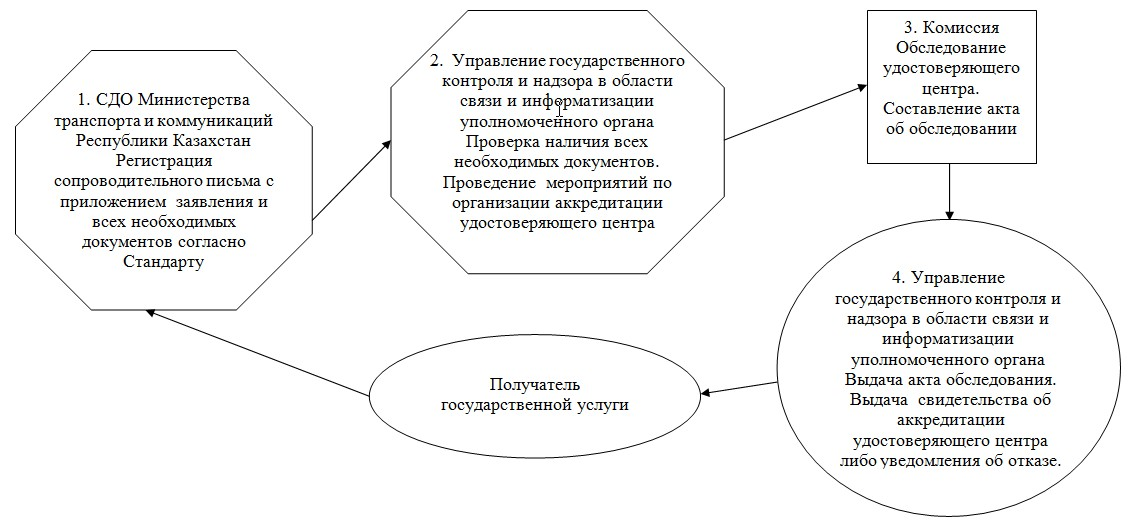 1. СДО Министерства
транспорта и коммуникаций
Республики Казахстан
Регистрация
сопроводительного письма с
приложением заявления и
всех необходимых
документов согласно
Стандарту
2. Управление государственного
контроля и надзора в области
связи и информатизации
уполномоченного органа
Проверка наличия всех
необходимых документов.
Проведение мероприятий по
организации аккредитации
удостоверяющего центра
3. Комиссия
Обследование
удостоверяющего
центра.
Составление акта
об обследовании
4. Управление
государственного контроля и
надзора в области связи и
информатизации
уполномоченного органа
Выдача акта обследования.
Выдача свидетельства об
аккредитации
удостоверяющего центра
либо уведомления об отказе.
Получатель
государственной услуги